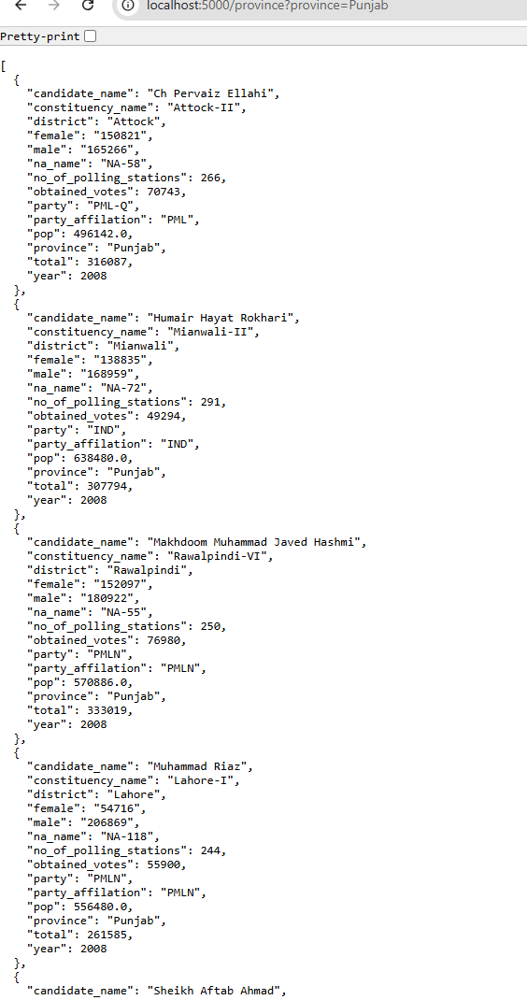 localhost:5000/province?province=Punjab
Pretty-print
[
  {
    "candidate_name": "Ch Pervaiz Ellahi",
    "constituency_name": "Attock-II",
    "district": "Attock",
    "female": "150821",
    "male": "165266",
    "na_name": "NA-58",
    "no_of_polling_stations": 266,
    "obtained_votes": 70743,
    "party": "PML-Q",
    "party_affilation": "PML",
    "pop": 496142.0,
    "province": "Punjab",
    "total": 316087,
    "year": 2008
  },
  {
    "candidate_name": "Humair Hayat Rokhari",
    "constituency_name": "Mianwali-II",
    "district": "Mianwali",
    "female": "138835",
    "male": "168959",
    "na_name": "NA-72",
    "no_of_polling_stations": 291,
    "obtained_votes": 49294,
    "party": "IND",
    "party_affilation": "IND",
    "pop": 638480.0,
    "province": "Punjab",
    "total": 307794,
    "year": 2008
  },
  {
    "candidate_name": "Makhdoom Muhammad Javed Hashmi",
    "constituency_name": "Rawalpindi-VI",
    "district": "Rawalpindi",
    "female": "152097",
    "male": "180922",
    "na_name": "NA-55",
    "no_of_polling_stations": 250,
    "obtained_votes": 76980,
    "party": "PMLN",
    "party_affilation": "PMLN",
    "pop": 570886.0,
    "province": "Punjab",
    "total": 333019,
    "year": 2008
  },
  {
    "candidate_name": "Muhammad Riaz",
    "constituency_name": "Lahore-I",
    "district": "Lahore",
    "female": "54716",
    "male": "206869",
    "na_name": "NA-118",
    "no_of_polling_stations": 244,
    "obtained_votes": 55900,
    "party": "PMLN",
    "party_affilation": "PMLN",
    "pop": 556480.0,
    "province": "Punjab",
    "total": 261585,
    "year": 2008
  },
  {
    "candidate_name": "Sheikh Aftab Ahmad",